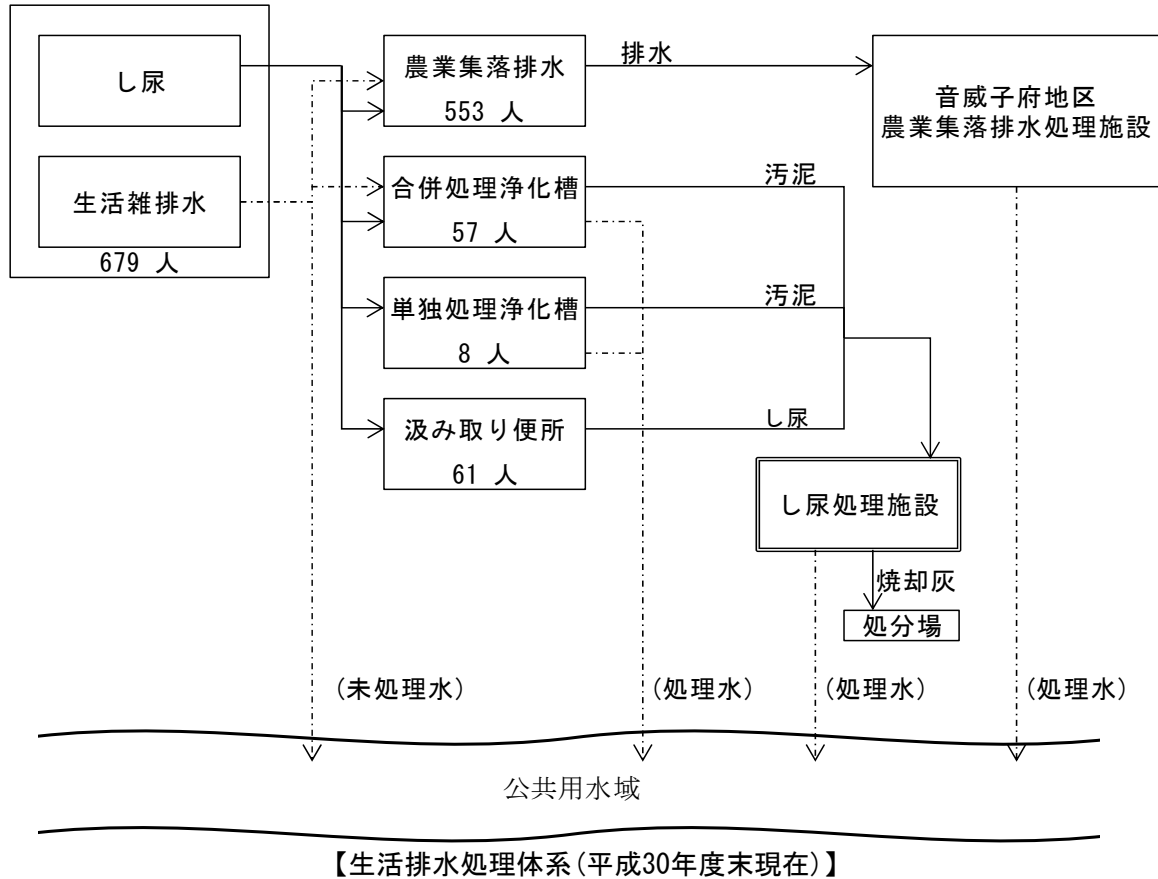 し尿
生活雑排水
679 人
農業集落排水
553 人
合併処理浄化槽
57 人
単独処理浄化槽
8 人
汲み取り便所
61 人
排水
汚泥
汚泥
し尿
音威子府地区
農業集落排水処理施設
し尿処理施設
焼却灰
処分場
(未処理水)
(処理水)
(処理水)
(処理水)
公共用水域
【生活排水処理体系(平成30年度末現在)】